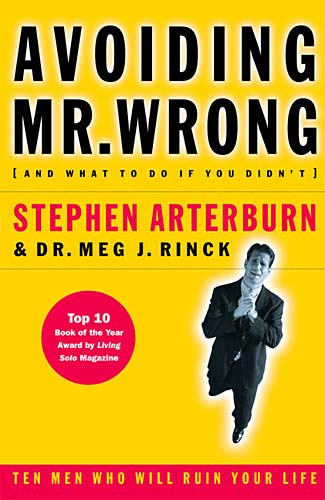 AVOIDING
MR. WRONG
[AND WHAT TO DO IF YOU DIDN'T]
STEPHEN ARTERBURN
& DR. MEG J. RINCK
Top 10
Book of the Year
Award by Living
Solo Magazine
TEN MEN WHO WILL RUIN YOUR LIFE